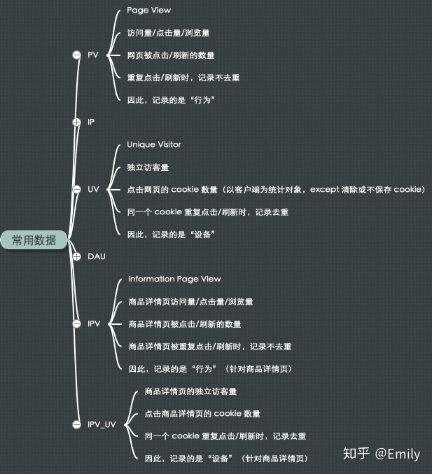 Page View
访问量/点击量/浏览量
PV
网页被点击/刷新的数量
重复点击/刷新时，记录不去重
因此，记录的是“行为”
IP
Unique Visitor
独立访客量
UV
点击网页的 cookie 数量（以客户端为统计对象，except 清除或不保存 cookie）
同一个 cookie 重复点击/刷新时，记录去重
因此，记录的是“设备”
常用数据
DAU
Information Page View
商品详情页访问量/点击量/浏览量
IPV
商品详情页被点击/刷新的数量
商品详情页被重复点击/刷新时，记录不去重
因此，记录的是“行为”（针对商品详情页）
商品详情页的独立访客量
点击商品详情页的 cookie 数量
IPV_UV
同一个 cookie 重复点击/刷新时，记录去重
因此，记录的是“设备”（针对商品详情页）
知乎 @Emily